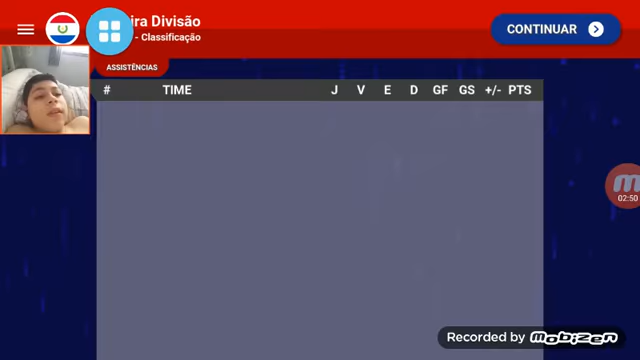 ira Divisão
- Classificação
CONTINUAR
ASSISTÊNCIAS
# TIME J V E D GF GS +/- PTS
02:50
Recorded by mobizen